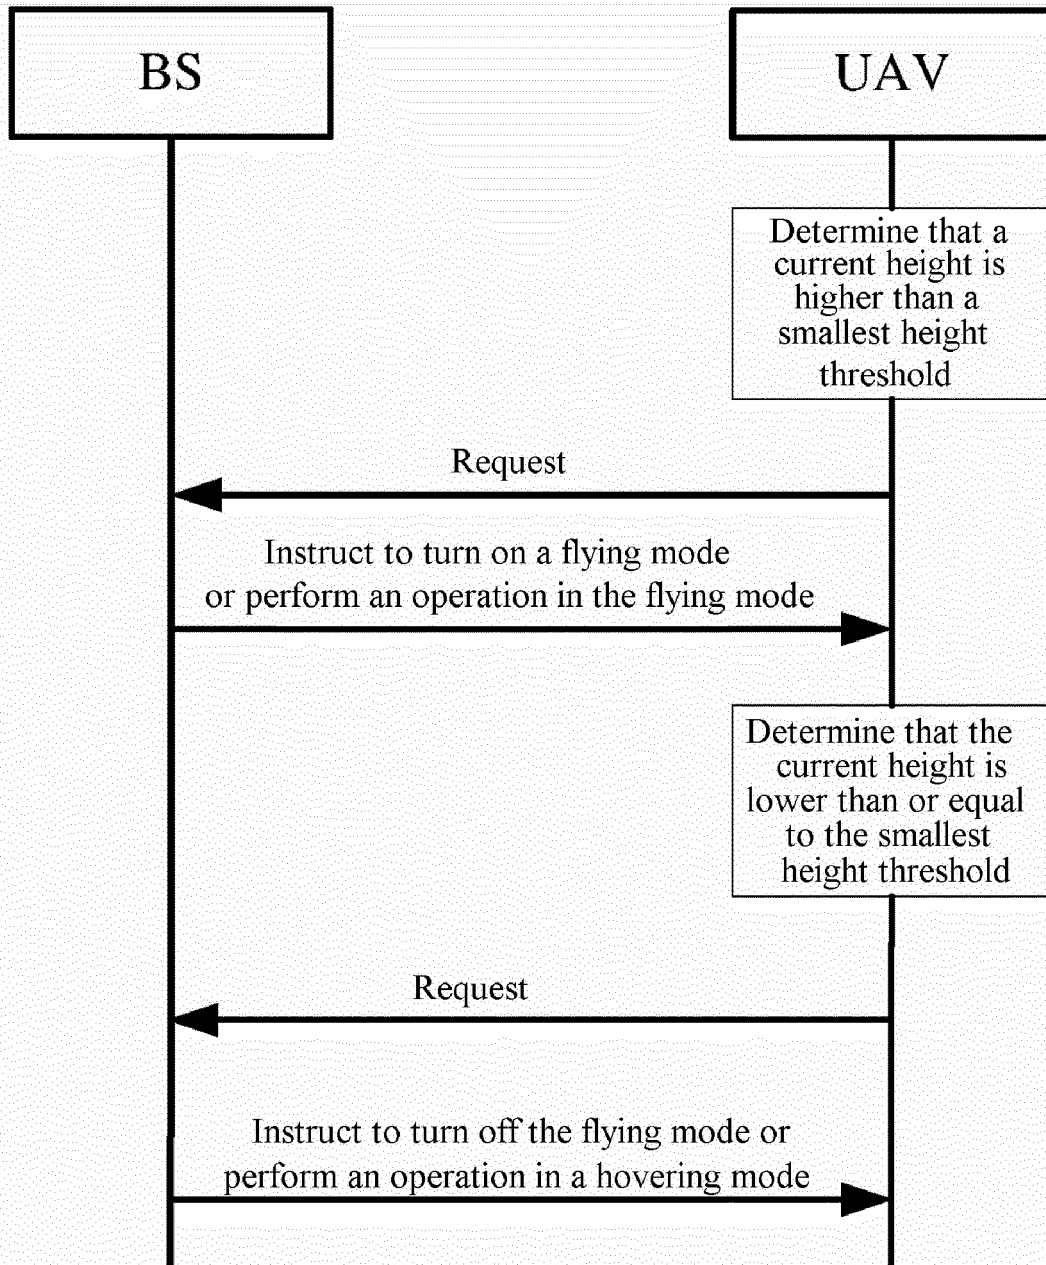 BS
UAV
Determine that a
current height is
higher than a
smallest height
threshold
Request
Instruct to turn on a flying mode
or perform an operation in the flying mode
Determine that the
current height is
lower than or equal
to the smallest
height threshold
Request
Instruct to turn off the flying mode or
perform an operation in a hovering mode